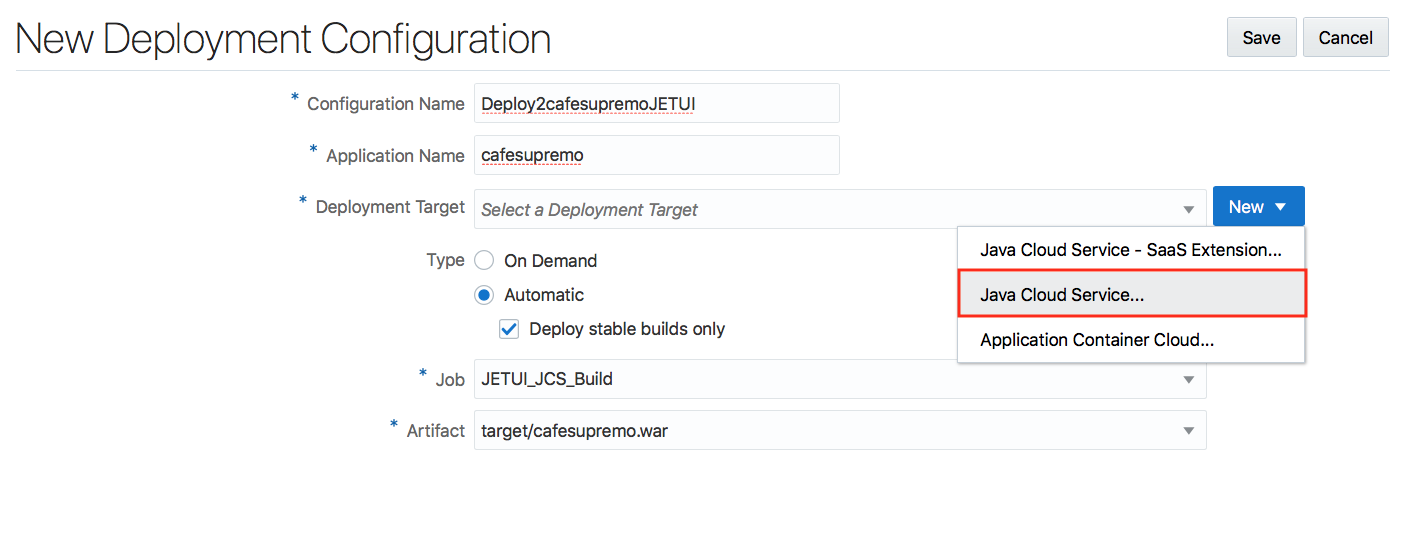 New Deployment Configuration
Save
Cancel
* Configuration Name Deploy2cafesupremoJETUI
* Application Name cafesupremo
* Deployment Target Select a Deployment Target New
Java Cloud Service - SaaS Extension...
Type On Demand
Java Cloud Service...
Automatic
Deploy stable builds only
Application Container Cloud...
* Job JETUI_JCS_Build
* Artifact target/cafesupremo.war